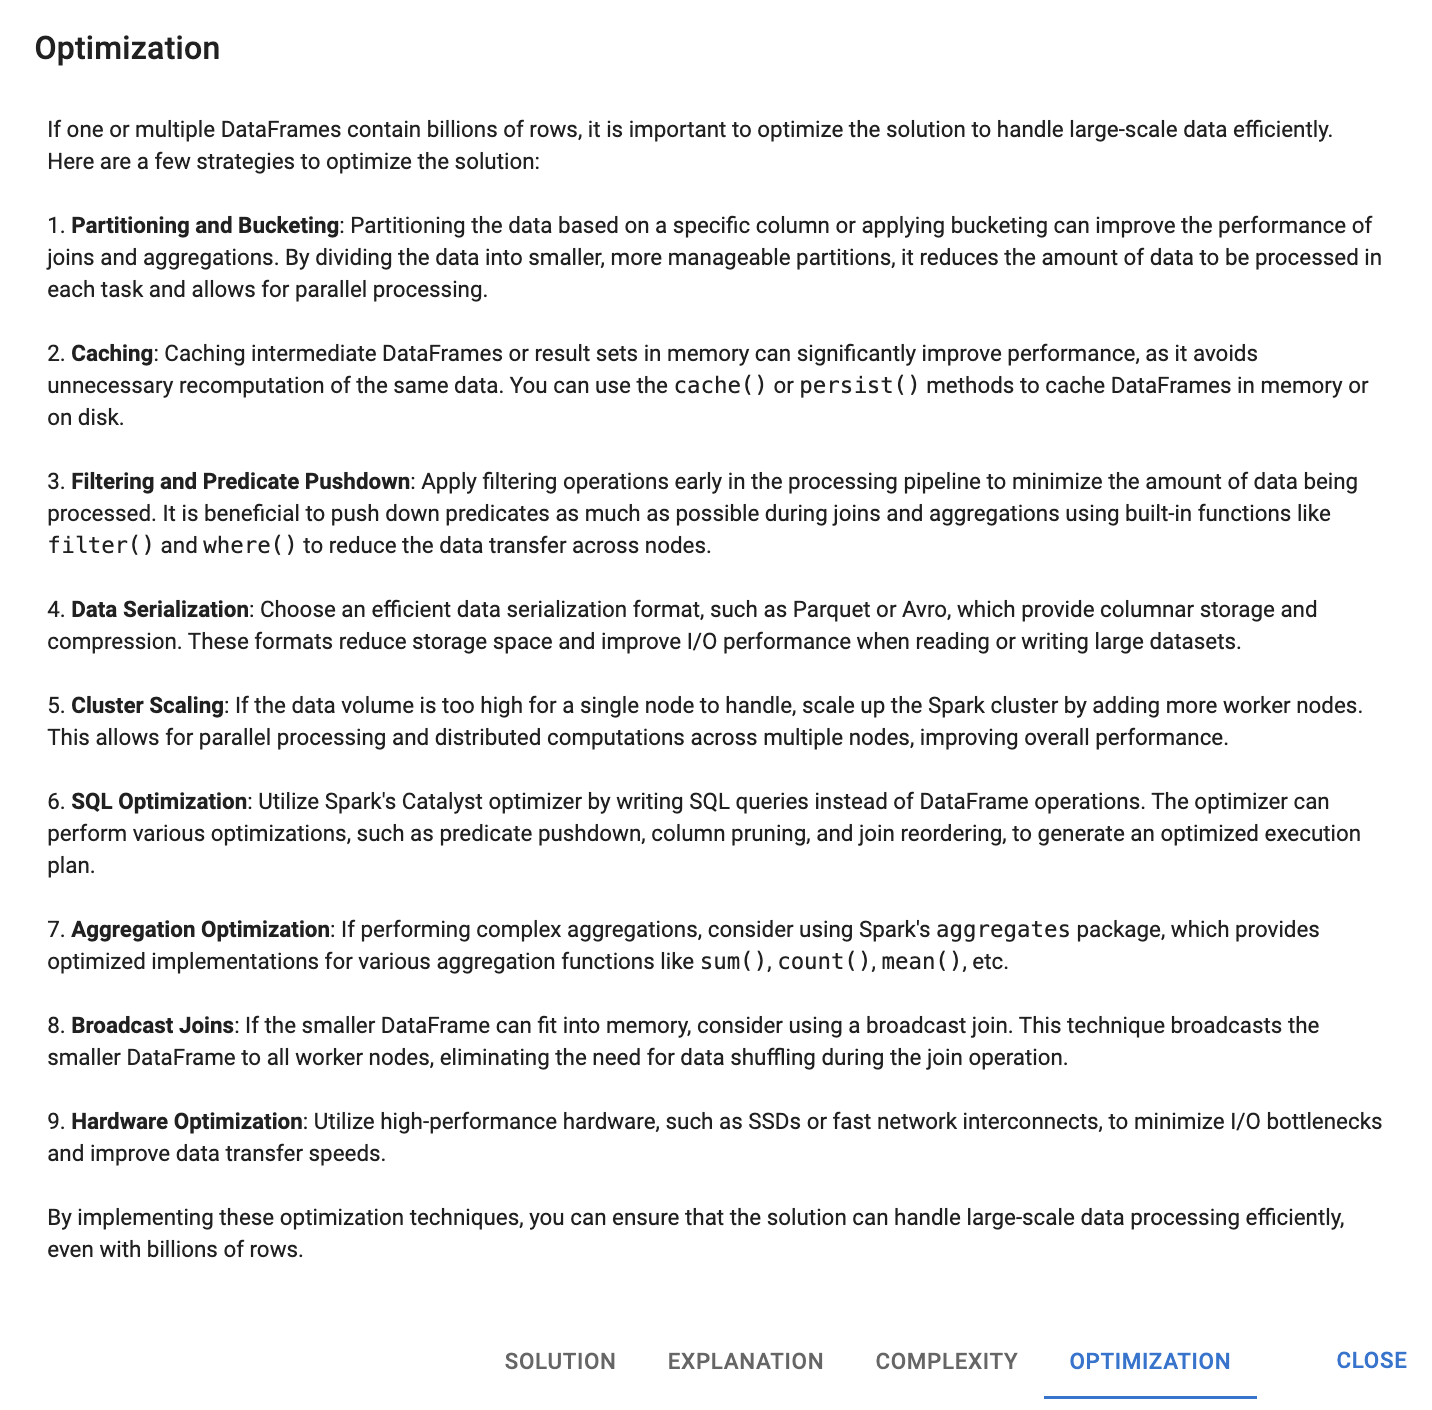 Optimization
If one or multiple DataFrames contain billions of rows, it is important to optimize the solution to handle large-scale data efficiently.
Here are a few strategies to optimize the solution:
1. Partitioning and Bucketing: Partitioning the data based on a specific column or applying bucketing can improve the performance of
joins and aggregations. By dividing the data into smaller, more manageable partitions, it reduces the amount of data to be processed in
each task and allows for parallel processing.
2. Caching: Caching intermediate DataFrames or result sets in memory can significantly improve performance, as it avoids
unnecessary recomputation of the same data. You can use the cache() or persist() methods to cache DataFrames in memory or
on disk.
3. Filtering and Predicate Pushdown: Apply filtering operations early in the processing pipeline to minimize the amount of data being
processed. It is beneficial to push down predicates as much as possible during joins and aggregations using built-in functions like
filter() and where() to reduce the data transfer across nodes.
4. Data Serialization: Choose an efficient data serialization format, such as Parquet or Avro, which provide columnar storage and
compression. These formats reduce storage space and improve I/O performance when reading or writing large datasets.
5. Cluster Scaling: If the data volume is too high for a single node to handle, scale up the Spark cluster by adding more worker nodes.
This allows for parallel processing and distributed computations across multiple nodes, improving overall performance.
6. SQL Optimization: Utilize Spark's Catalyst optimizer by writing SQL queries instead of DataFrame operations. The optimizer can
perform various optimizations, such as predicate pushdown, column pruning, and join reordering, to generate an optimized execution
plan.
7. Aggregation Optimization: If performing complex aggregations, consider using Spark's aggregates package, which provides
optimized implementations for various aggregation functions like sum(), count(), mean(), etc.
8. Broadcast Joins: If the smaller DataFrame can fit into memory, consider using a broadcast join. This technique broadcasts the
smaller DataFrame to all worker nodes, eliminating the need for data shuffling during the join operation.
9. Hardware Optimization: Utilize high-performance hardware, such as SSDs or fast network interconnects, to minimize I/O bottlenecks
and improve data transfer speeds.
By implementing these optimization techniques, you can ensure that the solution can handle large-scale data processing efficiently,
even with billions of rows.
SOLUTION EXPLANATION COMPLEXITY OPTIMIZATION CLOSE